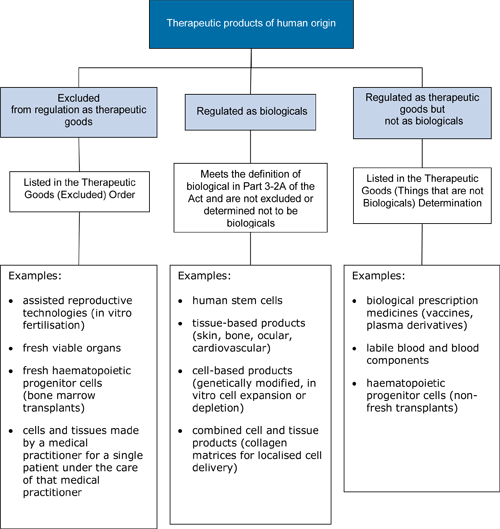 Therapeutic products of human origin
Excluded
from regulation as therapeutic
goods
Regulated as biologicals
Regulated as therapeutic
goods but
not as biologicals
Listed in the Therapeutic
Goods (Excluded) Order
Meets the definition of
biological in Part 3-2A of the
Act and are not excluded or
determined not to be
biologicals
Listed in the Therapeutic
Goods (Things that are not
Biologicals) Determination
Examples:
• assisted reproductive
technologies (in vitro
fertilisation)
• fresh viable organs
• fresh haematopoietic
progenitor cells
(bone marrow
transplants)
• cells and tissues made
by a medical
practitioner for a single
patient under the care
of that medical
practitioner
Examples:
• human stem cells
• tissue-based products
(skin, bone, ocular,
cardiovascular)
• cell-based products
(genetically modified, in
vitro cell expansion or
depletion)
• combined cell and tissue
products (collagen
matrices for localised cell
delivery)
Examples:
• biological prescription
medicines (vaccines,
plasma derivatives)
• labile blood and blood
components
• haematopoietic
progenitor cells (non-
fresh transplants)